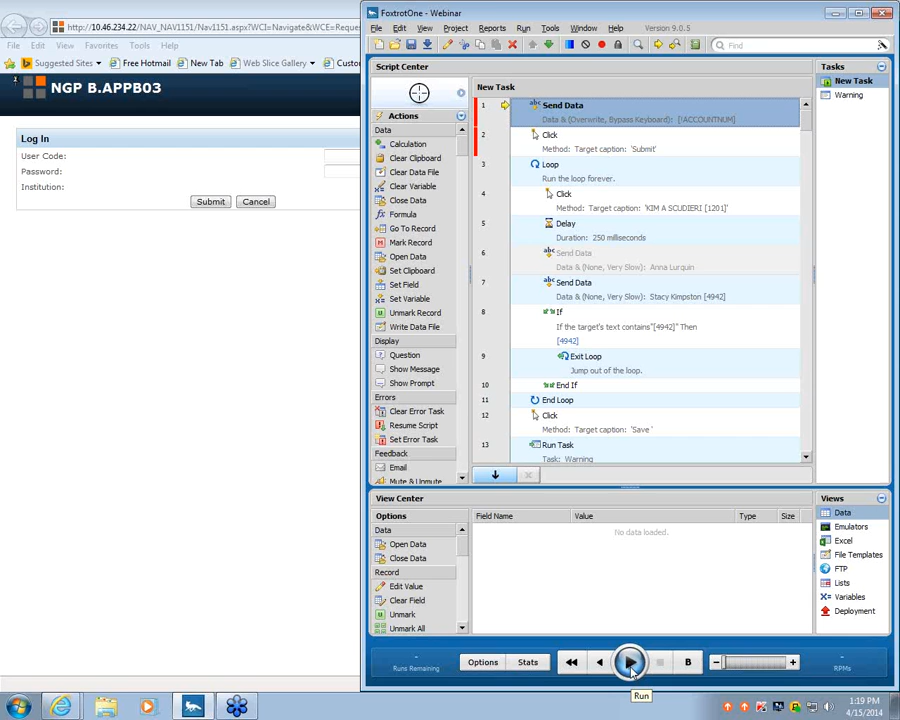 http://10.46.234.22/NAV_NAV1151/Nav1151.aspx?WCI=Navigate&WCE=Reque
File Edit View Favorites Tools Help
Suggested Sites Free Hotmail New Tab Web Slice Gallery Custom
NGP B.APPB03
Log In
User Code:
Password:
Institution:
Submit Cancel
FoxtrotOne - Webinar
File Edit View Project Reports Run Tools Window Help Version 9.0.5
Find
Script Center
Actions
Data
Calculation
Clear Clipboard
Clear Data File
Clear Variable
Close Data
Formula
Go To Record
Mark Record
Open Data
Set Clipboard
Set Field
Set Variable
Unmark Record
Write Data File
Display
Question
Show Message
Show Prompt
Errors
Clear Error Task
Resume Script
Set Error Task
Feedback
Email
Mute & Unmute
New Task
1 Send Data
Data & (Overwrite, Bypass Keyboard): [!ACCOUNTNUM]
2 Click
Method: Target caption: 'Submit'
3 Loop
Run the loop forever.
4 Click
Method: Target caption: 'KIM A SCUDIERI [1201]'
5 Delay
Duration: 250 milliseconds
6 Send Data
Data & (None, Very Slow): Anna Lurquin
7 Send Data
Data & (None, Very Slow): Stacy Kimpston [4942]
8 If
If the target's text contains"[4942]" Then
[4942]
9 Exit Loop
Jump out of the loop.
10 End If
11 End Loop
12 Click
Method: Target caption: 'Save '
13 Run Task
Task: Warning
Tasks
New Task
Warning
View Center
Options
Data
Open Data
Close Data
Record
Edit Value
Clear Field
Unmark
Unmark All
Field Name Value Type Size
No data loaded.
Views
Data
Emulators
Excel
File Templates
FTP
Lists
Variables
Deployment
-
Runs Remaining
Options Stats
B
-
RPMs
Run
1:19 PM
4/15/2014